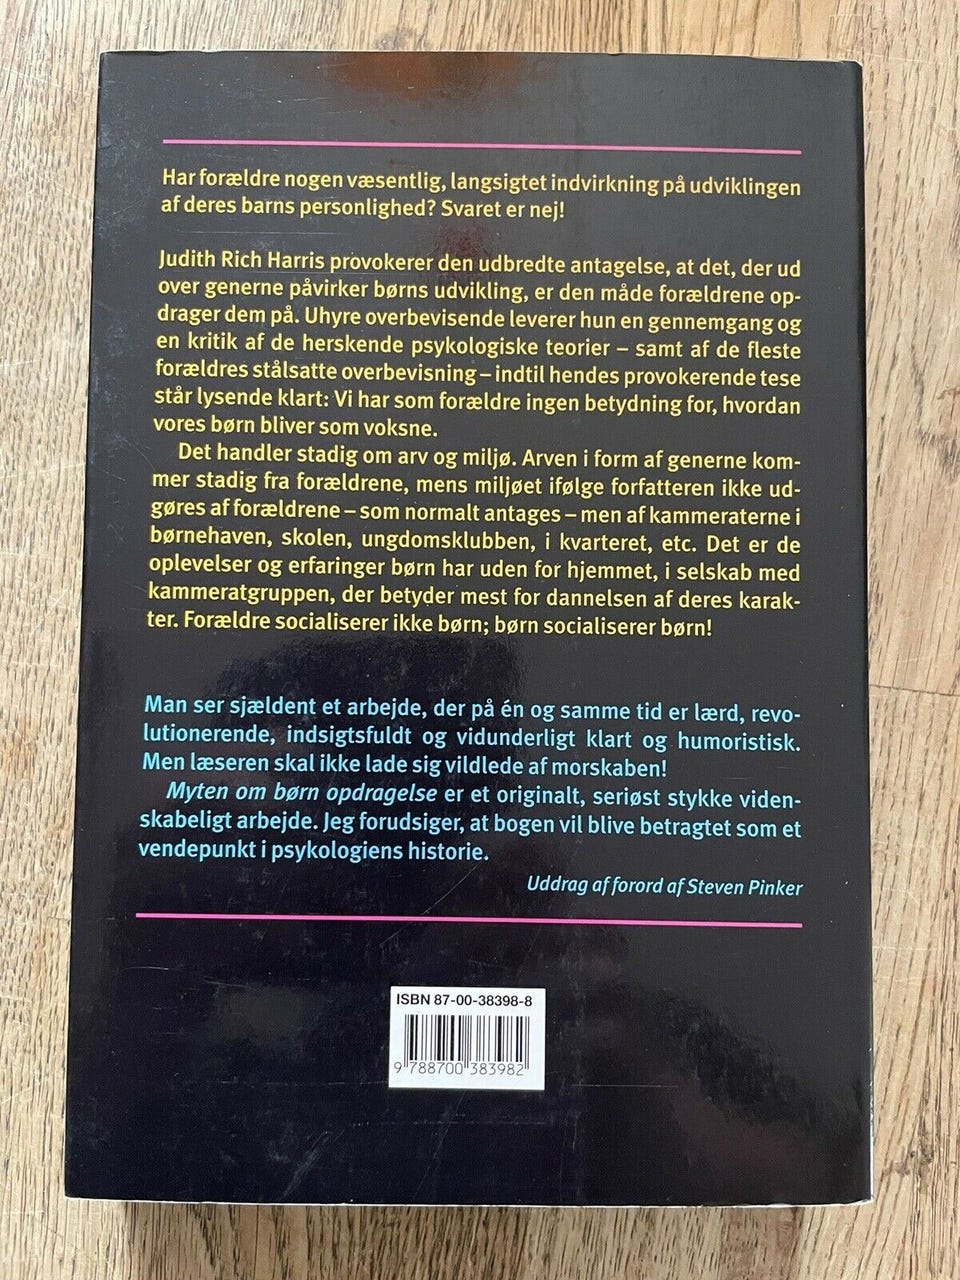 Har forældre nogen væsentlig, langsigtet indvirkning på udviklingen
af deres barns personlighed? Svaret er nej!
Judith Rich Harris provokerer den udbredte antagelse, at det, der ud
over generne påvirker børns udvikling, er den måde forældrene op-
drager dem på. Uhyre overbevisende leverer hun en gennemgang og
en kritik af de herskende psykologiske teorier – samt af de fleste
forældres stålsatte overbevisning – indtil hendes provokerende tese
står lysende klart: Vi har som forældre ingen betydning for, hvordan
vores børn bliver som voksne.
Det handler stadig om arv og miljø. Arven i form af generne kom-
mer stadig fra forældrene, mens miljøet ifølge forfatteren ikke ud-
gøres af forældrene – som normalt antages – men af kammeraterne i
børnehaven, skolen, ungdomsklubben, i kvarteret, etc. Det er de
oplevelser og erfaringer børn har uden for hjemmet, i selskab med
kammeratgruppen, der betyder mest for dannelsen af deres karak-
ter. Forældre socialiserer ikke børn; børn socialiserer børn!
Man ser sjældent et arbejde, der på én og samme tid er lærd, revo-
lutionerende, indsigtsfuldt og vidunderligt klart og humoristisk.
Men læseren skal ikke lade sig vildlede af morskaben!
Myten om børn opdragelse er et originalt, seriøst stykke viden-
skabeligt arbejde. Jeg forudsiger, at bogen vil blive betragtet som et
vendepunkt i psykologiens historie.
Uddrag af forord af Steven Pinker
ISBN 87-00-38398-8
9 788700 383982